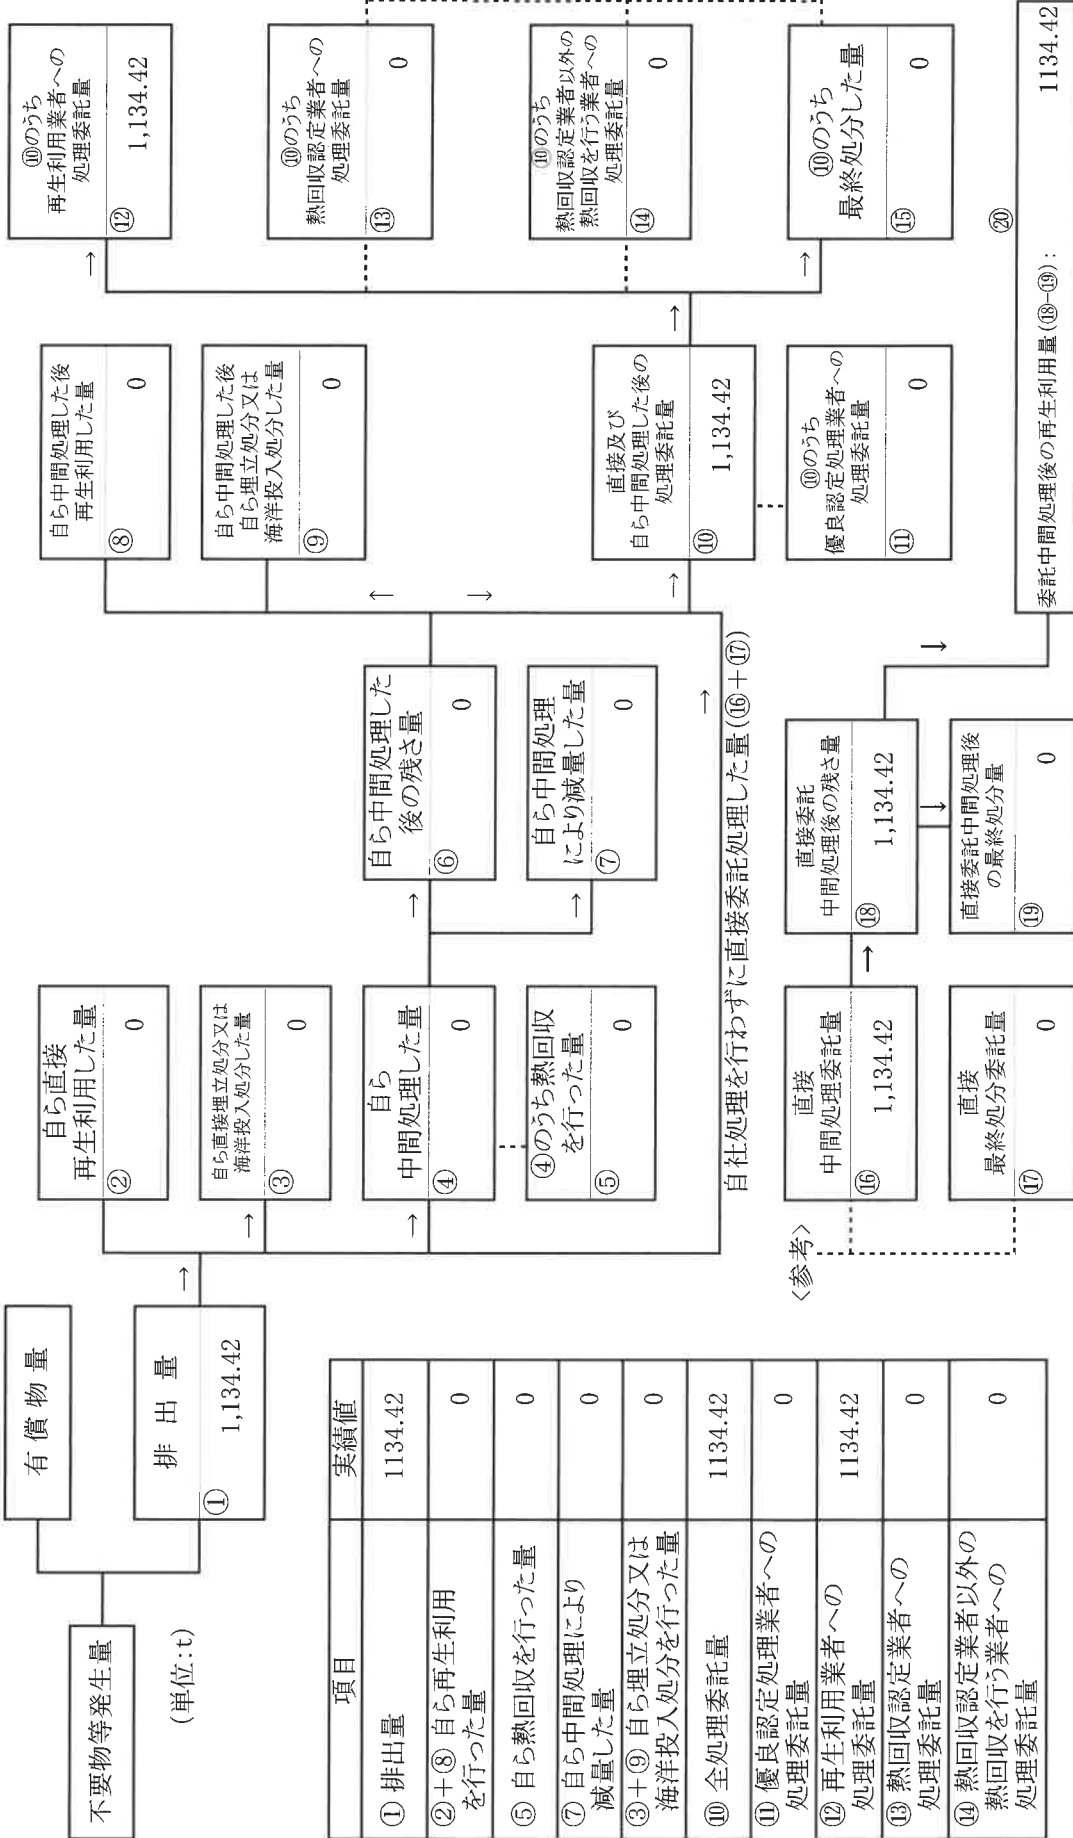 不要物等発生量
(単位:t)
有償物量
排出量
① 1,134.42
自ら直接
再生利用した量
② 0
自ら直接埋立処分又は
海洋投入処分した量
③ 0
自ら
中間処理した量
④ 0
④のうち熱回収
を行った量
⑤ 0
自ら中間処理した
後の残さ量
⑥ 0
自ら中間処理
により減量した量
⑦ 0
自ら中間処理した後
再生利用した量
⑧ 0
自ら中間処理した後
自ら埋立処分又は
海洋投入処分した量
⑨ 0
直接及び
自ら中間処理した後の
処理委託量
⑩ 1,134.42
⑩のうち
優良認定処理業者への
処理委託量
⑪ 0
⑩のうち
再生利用業者への
処理委託量
⑫ 1,134.42
⑩のうち
熱回収認定業者への
処理委託量
⑬ 0
⑩のうち
熱回収認定業者以外の
熱回収を行う業者への
処理委託量
⑭ 0
⑩のうち
最終処分した量
⑮ 0
自社処理を行わずに直接委託処理した量(⑯+⑰)
<参考>
直接
中間処理委託量
⑯ 1,134.42
直接
最終処分委託量
⑰ 0
直接委託
中間処理後の残さ量
⑱ 1,134.42
直接委託中間処理後
の最終処分量
⑲ 0
⑳
委託中間処理後の再生利用量(⑱-⑲): 1134.42
項目 実績値
① 排出量 1134.42
②+⑧ 自ら再生利用
を行った量 0
⑤ 自ら熱回収を行った量 0
⑦ 自ら中間処理により
減量した量 0
③+⑨ 自ら埋立処分又は
海洋投入処分を行った量 0
⑩ 全処理委託量 1134.42
⑪ 優良認定処理業者への
処理委託量 0
⑫ 再生利用業者への
処理委託量 1134.42
⑬ 熱回収認定業者への
処理委託量 0
⑭ 熱回収認定業者以外の
熱回収を行う業者への
処理委託量 0